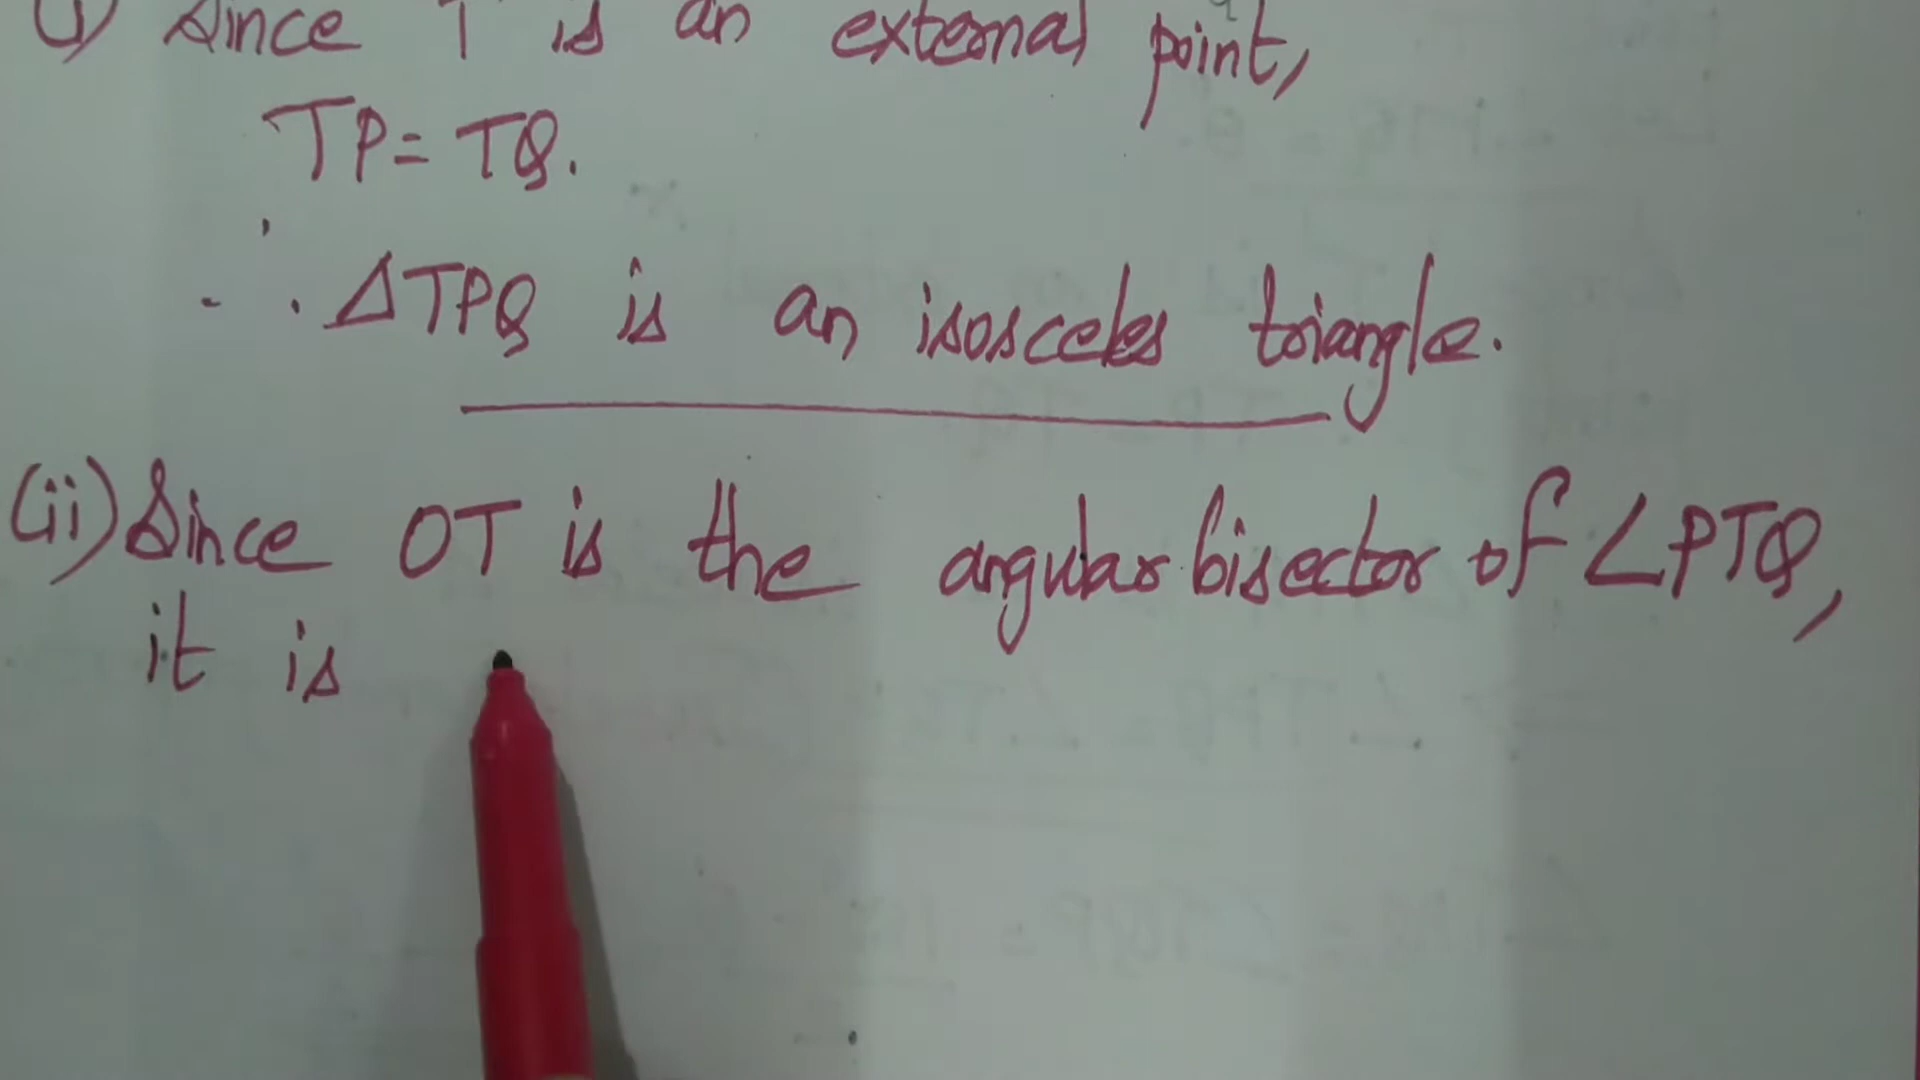 (i) Since T is an external point,
TP = TQ.
∴ ΔTPQ is an isosceles triangle.
(ii) Since OT is the angular bisector of ∠PTQ,
it is